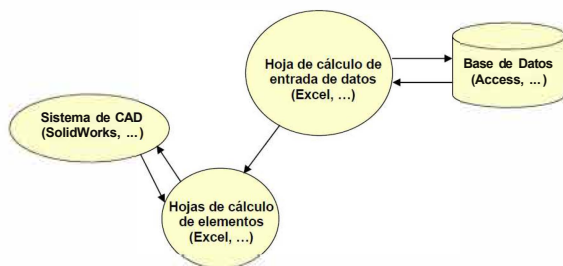 Hoja de cálculo de
entrada de datos
(Excel, ...)
Base de Datos
(Access, ...)
Sistema de CAD
(SolidWorks, ...)
Hojas de cálculo
de elementos
(Excel, ...)